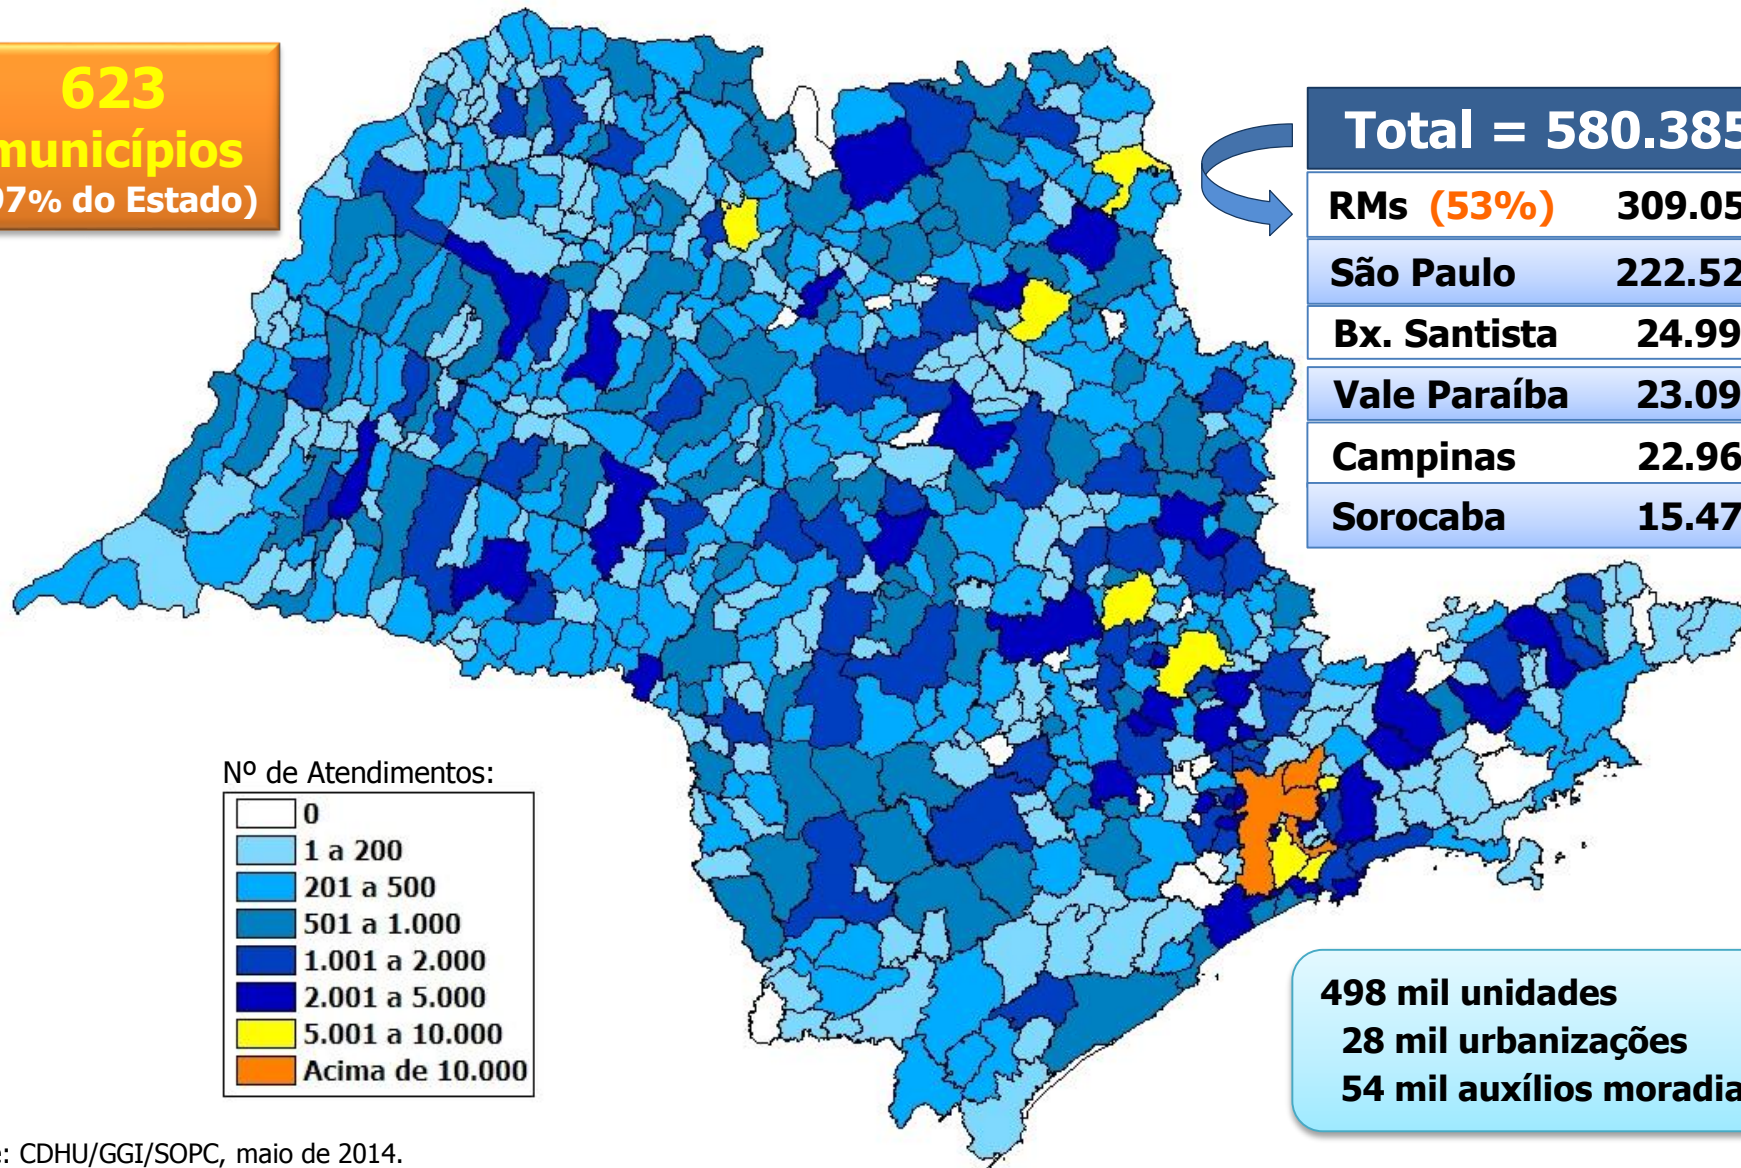 623
municípios
97% do Estado)
Total = 580.385
RMs (53%) 309.05
São Paulo 222.52
Bx. Santista 24.99
Vale Paraíba 23.09
Campinas 22.96
Sorocaba 15.47
Nº de Atendimentos:
0
1 a 200
201 a 500
501 a 1.000
1.001 a 2.000
2.001 a 5.000
5.001 a 10.000
Acima de 10.000
498 mil unidades
28 mil urbanizações
54 mil auxílios moradia
: CDHU/GGI/SOPC, maio de 2014.